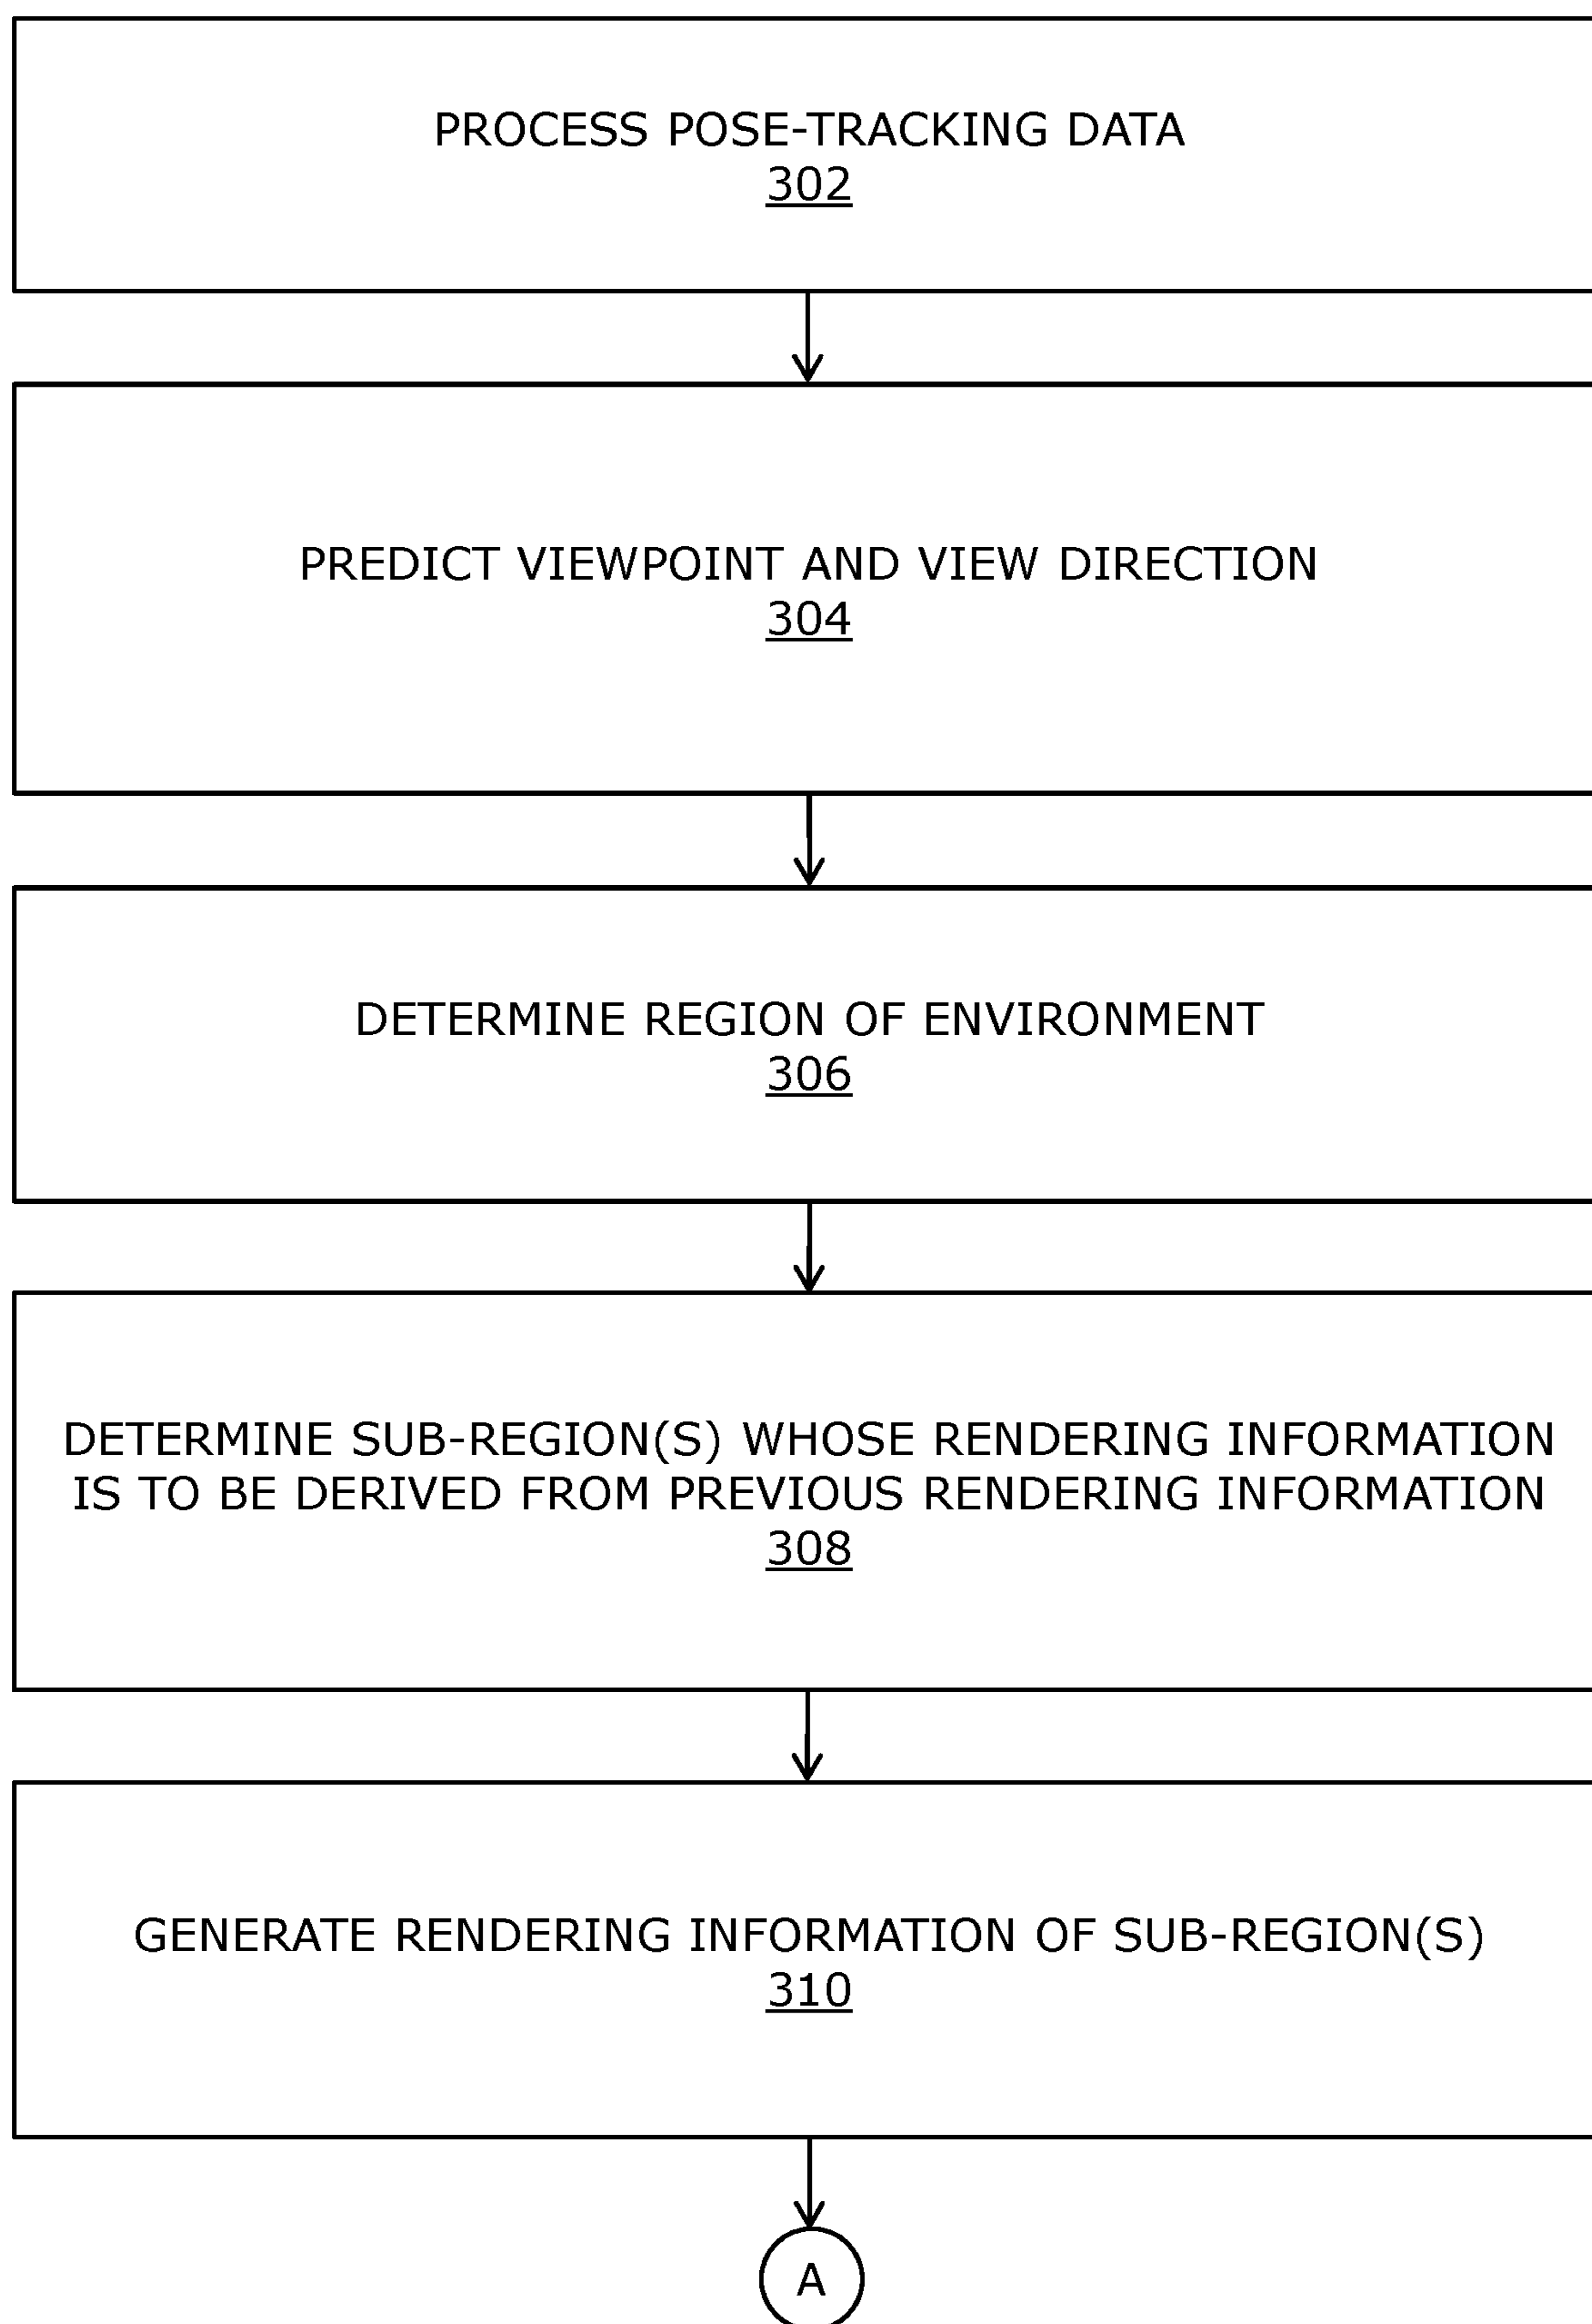 PROCESS POSE-TRACKING DATA
302
PREDICT VIEWPOINT AND VIEW DIRECTION
304
DETERMINE REGION OF ENVIRONMENT
306
DETERMINE SUB-REGION(S) WHOSE RENDERING INFORMATION
IS TO BE DERIVED FROM PREVIOUS RENDERING INFORMATION
308
GENERATE RENDERING INFORMATION OF SUB-REGION(S)
310
A